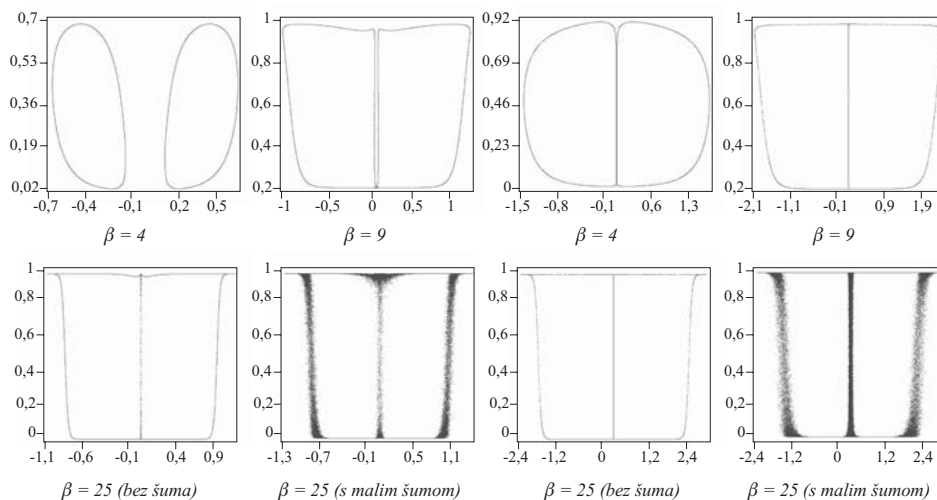 0,7
0,53
0,36
0,19
0,02
-0,7 -0,4 -0,1 0,2 0,5
β = 4
1
0,8
0,6
0,4
0,2
-1 -0,5 0 0,5 1
β = 9
0,92
0,69
0,46
0,23
0
-1,5 -0,8 -0,1 0,6 1,3
β = 4
1
0,8
0,6
0,4
0,2
-2,1 -1,1 -0,1 0,9 1,9
β = 9
1
0,8
0,6
0,4
0,2
0
-1,1 -0,6 -0,1 0,4 0,9
β = 25 (bez šuma)
1
0,8
0,6
0,4
0,2
0
-1,3 -0,7 -0,1 0,5 1,1
β = 25 (s malim šumom)
1
0,8
0,6
0,4
0,2
0
-2,4 -1,2 0 1,2 2,4
β = 25 (bez šuma)
1
0,8
0,6
0,4
0,2
0
-2,4 -1,2 0 1,2 2,4
β = 25 (s malim šumom)